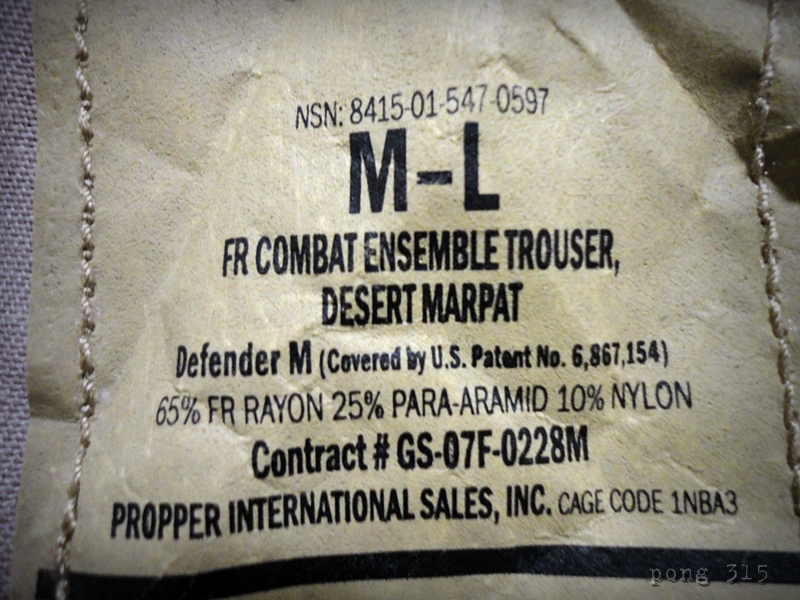 NSN: 8415-01-547-0597
M-L
FR COMBAT ENSEMBLE TROUSER,
DESERT MARPAT
Defender M (Covered by U.S. Patent No. 6,867,154)
65% FR RAYON 25% PARA-ARAMID 10% NYLON
Contract # GS-07F-0228M
PROPPER INTERNATIONAL SALES, INC. CAGE CODE 1NBA3
pong 315